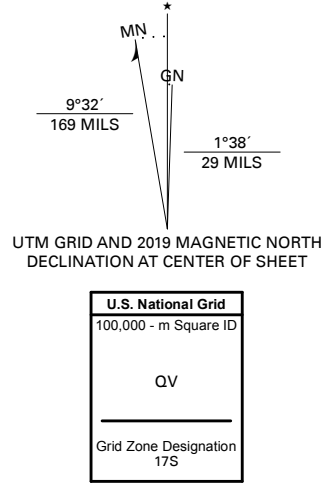 ★
MN
GN
9°32´
169 MILS
1°38´
29 MILS
UTM GRID AND 2019 MAGNETIC NORTH
DECLINATION AT CENTER OF SHEET
U.S. National Grid
100,000 - m Square ID
QV
Grid Zone Designation
17S